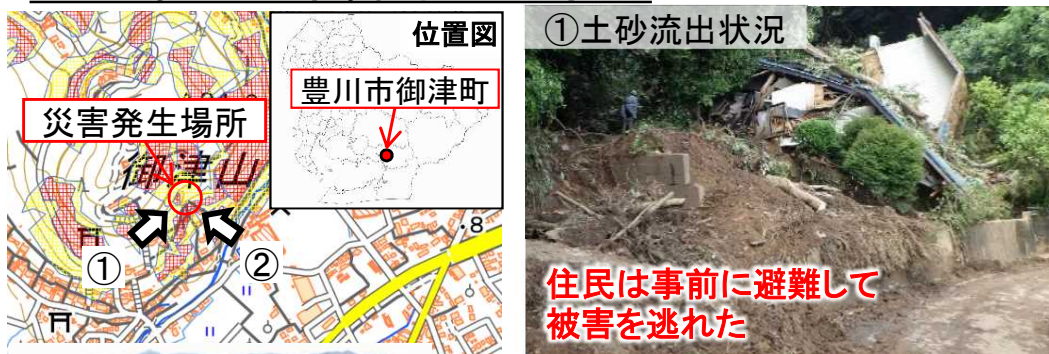 位置図
豊川市御津町
災害発生場所
御津山
①
②
8
①土砂流出状況
住民は事前に避難して
被害を逃れた